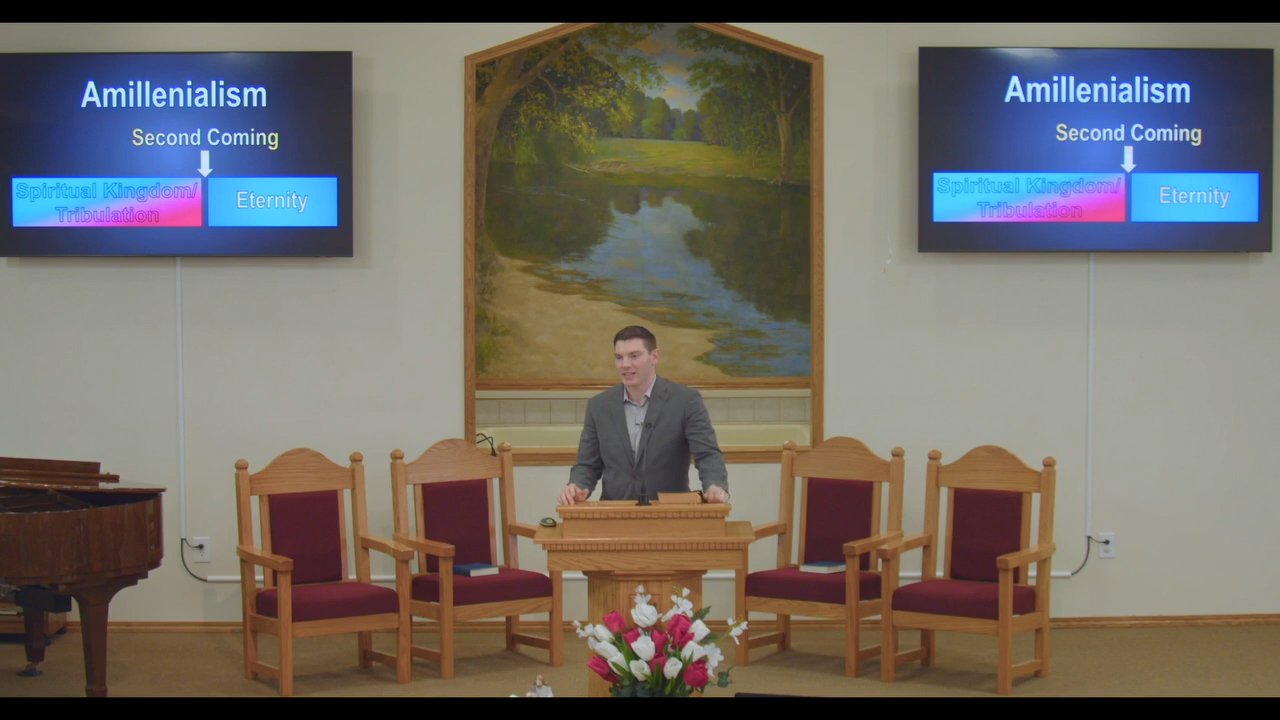 Amillenialism
Second Coming
Spiritual Kingdom/
Tribulation
Eternity
Amillenialism
Second Coming
Spiritual Kingdom/
Tribulation
Eternity